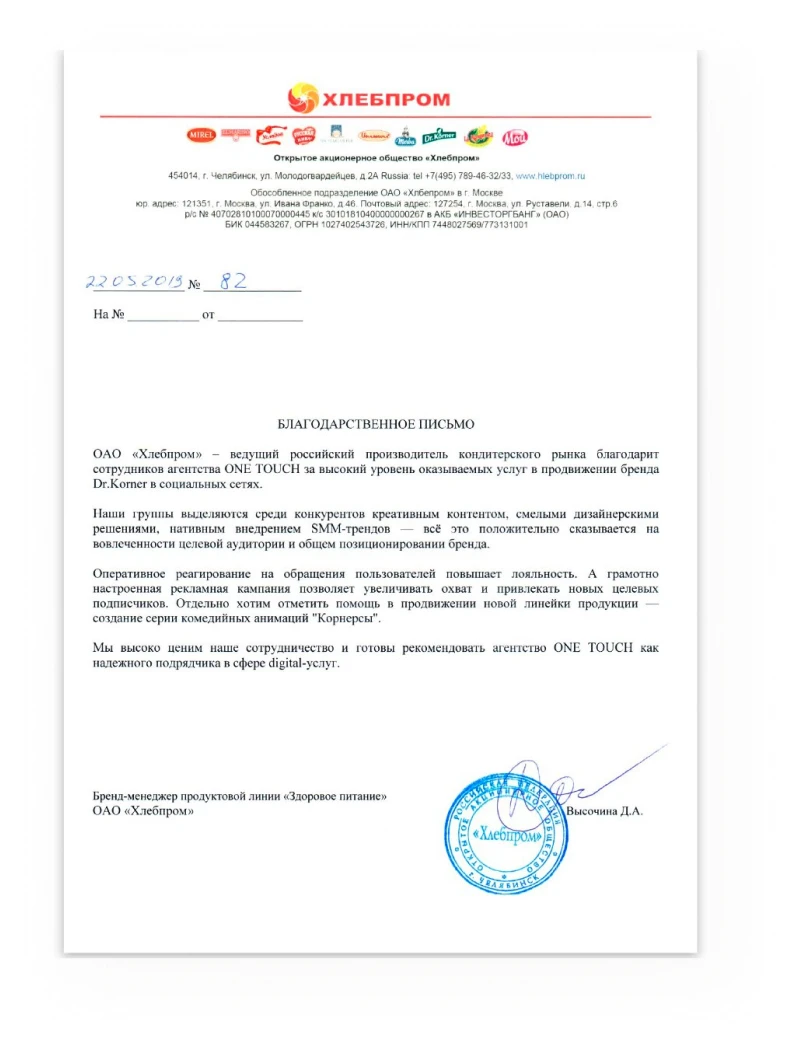 ХЛЕБПРОМ
MIREL
Dr.Körner
Mirelka
Моя
Открытое акционерное общество «Хлебпром»
454014, г. Челябинск, ул. Молодогвардейцев, д 2А Russia: tel +7(495) 789-46-32/33, www.hlebprom.ru
Обособленное подразделение ОАО «Хлбепром» в г. Москве
юр. адрес: 121351, г. Москва, ул. Ивана Франко, д.46. Почтовый адрес: 127254, г. Москва, ул. Руставели, д.14, стр.6
р/с № 40702810100070000445 к/с 30101810400000000267 в АКБ «ИНВЕСТОРГБАНГ» (ОАО)
БИК 044583267, ОГРН 1027402543726, ИНН/КПП 7448027569/773131001
22052019 № 82
На № ___________ от _____________
БЛАГОДАРСТВЕННОЕ ПИСЬМО
ОАО «Хлебпром» – ведущий российский производитель кондитерского рынка благодарит
сотрудников агентства ONE TOUCH за высокий уровень оказываемых услуг в продвижении бренда
Dr.Korner в социальных сетях.
Наши группы выделяются среди конкурентов креативным контентом, смелыми дизайнерскими
решениями, нативным внедрением SMM-трендов — всё это положительно сказывается на
вовлеченности целевой аудитории и общем позиционировании бренда.
Оперативное реагирование на обращения пользователей повышает лояльность. А грамотно
настроенная рекламная кампания позволяет увеличивать охват и привлекать новых целевых
подписчиков. Отдельно хотим отметить помощь в продвижении новой линейки продукции —
создание серии комедийных анимаций "Корнерсы".
Мы высоко ценим наше сотрудничество и готовы рекомендовать агентство ONE TOUCH как
надежного подрядчика в сфере digital-услуг.
Бренд-менеджер продуктовой линии «Здоровое питание»
ОАО «Хлебпром»
Высочина Д.А.
РОССИЙСКАЯ ФЕДЕРАЦИЯ
ОТКРЫТОЕ АКЦИОНЕРНОЕ ОБЩЕСТВО
«Хлебпром»
г. ЧЕЛЯБИНСК